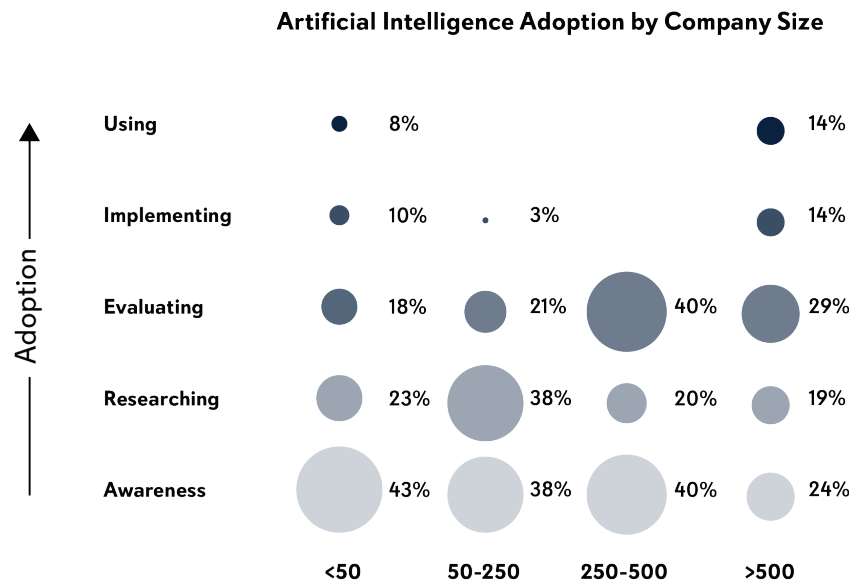 Artificial Intelligence Adoption by Company Size
Using 8% 14%
Implementing 10% 3% 14%
Evaluating 18% 21% 40% 29%
Researching 23% 38% 20% 19%
Awareness 43% 38% 40% 24%
<50 50-250 250-500 >500
Adoption